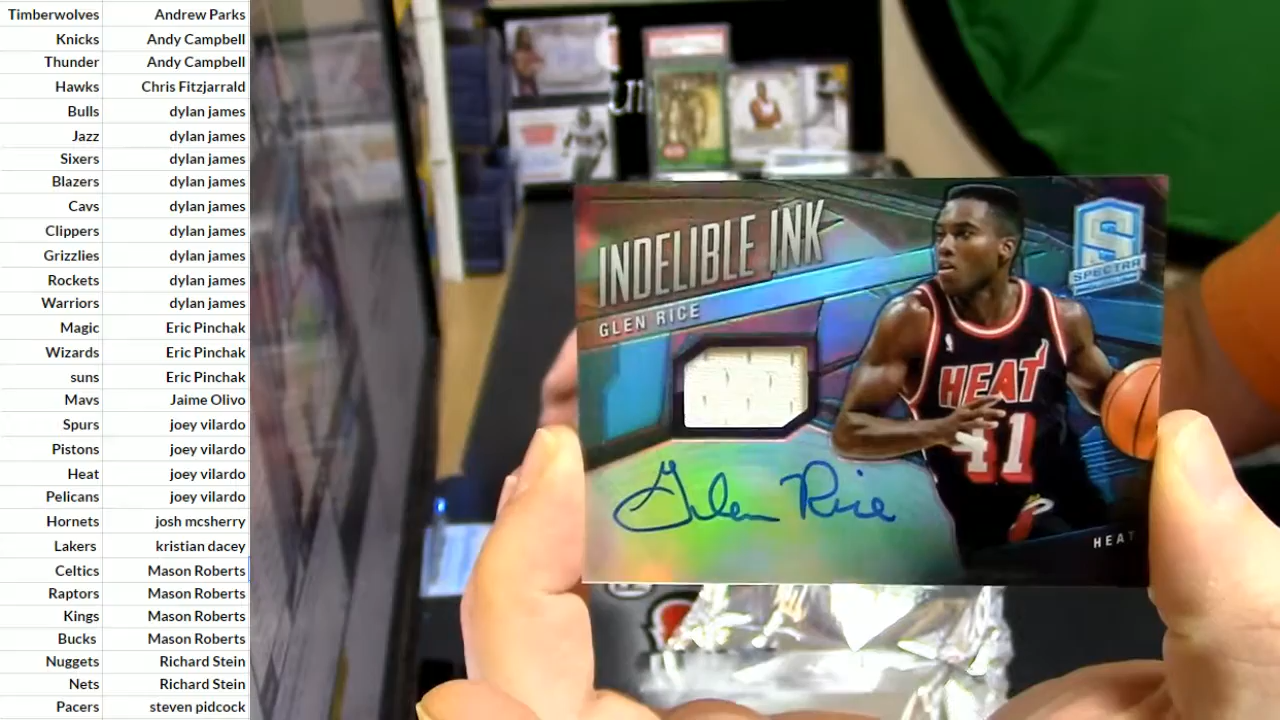 Timberwolves Andrew Parks
Knicks Andy Campbell
Thunder Andy Campbell
Hawks Chris Fitzjarrald
Bulls dylan james
Jazz dylan james
Sixers dylan james
Blazers dylan james
Cavs dylan james
Clippers dylan james
Grizzlies dylan james
Rockets dylan james
Warriors dylan james
Magic Eric Pinchak
Wizards Eric Pinchak
suns Eric Pinchak
Mavs Jaime Olivo
Spurs joey vilardo
Pistons joey vilardo
Heat joey vilardo
Pelicans joey vilardo
Hornets josh mcsherry
Lakers kristian dacey
Celtics Mason Roberts
Raptors Mason Roberts
Kings Mason Roberts
Bucks Mason Roberts
Nuggets Richard Stein
Nets Richard Stein
Pacers steven pidcock
INDELIBLE INK
GLEN RICE
S
SPECTRA
HEAT
41
Glen Rice
HEAT